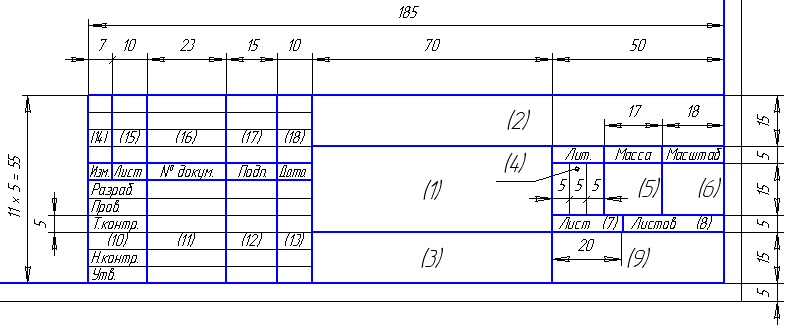 185
7 10 23 15 10 70 50
17 18
(2)
15
(14) (15) (16) (17) (18)
(4) Лит. Масса Масштаб
5
Изм. Лист № докум. Подп. Дата
11 × 5 = 55
Разраб.
(1)
5 5 5
(5) (6)
15
Пров.
5
Т.контр.
Лист (7) Листов (8)
5
(10) (11) (12) (13)
20
Н.контр.
(3) (9)
15
Утв.
5